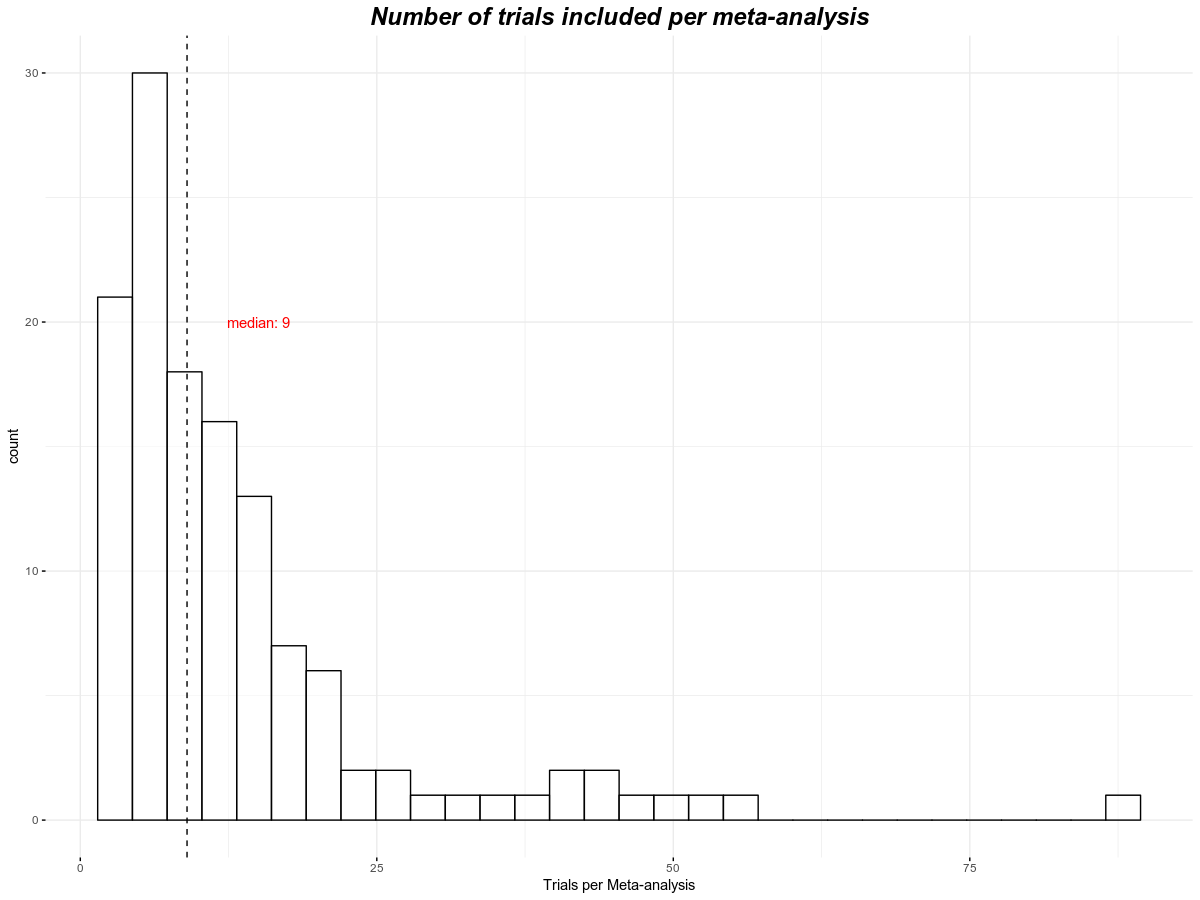 Number of trials included per meta-analysis
30
20
10
0
count
median: 9
0 25 50 75
Trials per Meta-analysis